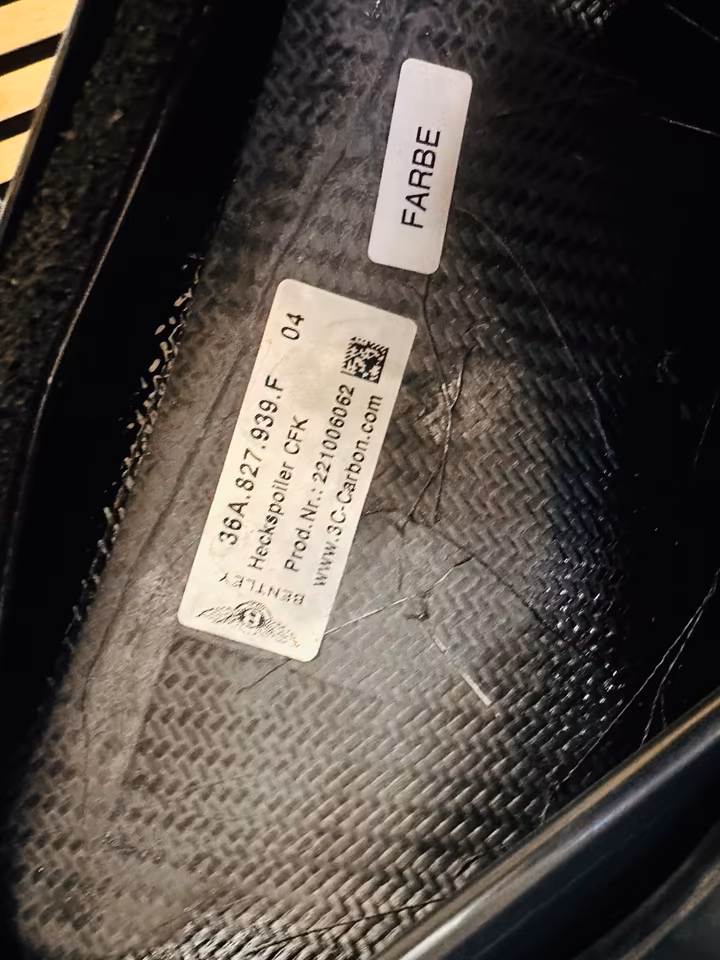 FARBE
36A.827.939.F 04
Heckspoiler CFK
Prod.Nr.: 221006062
www.3C-Carbon.com
BENTLEY